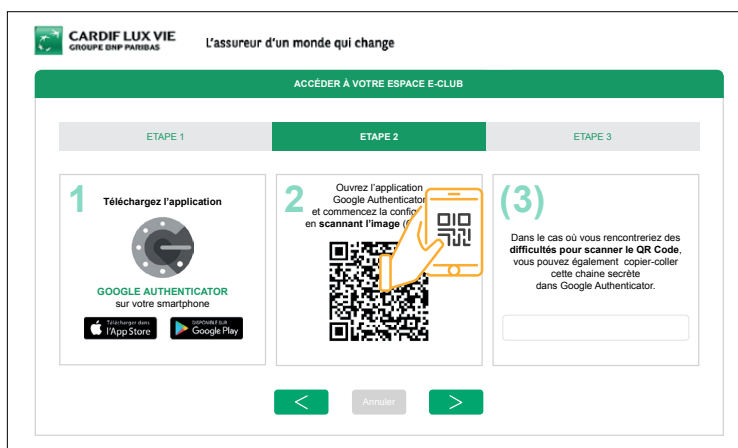 CARDIF LUX VIE
GROUPE BNP PARIBAS
L'assureur d'un monde qui change
ACCÉDER À VOTRE ESPACE E-CLUB
ETAPE 1
ETAPE 2
ETAPE 3
1
Téléchargez l'application
GOOGLE AUTHENTICATOR
sur votre smartphone
Télécharger dans
l'App Store
DISPONIBLE SUR
Google Play
2
Ouvrez l'application
Google Authenticator
et commencez la
en scannant l'image
(3)
Dans le cas où vous rencontreriez des
difficultés pour scanner le QR Code,
vous pouvez également copier-coller
cette chaine secrète
dans Google Authenticator.
<
Annuler
>